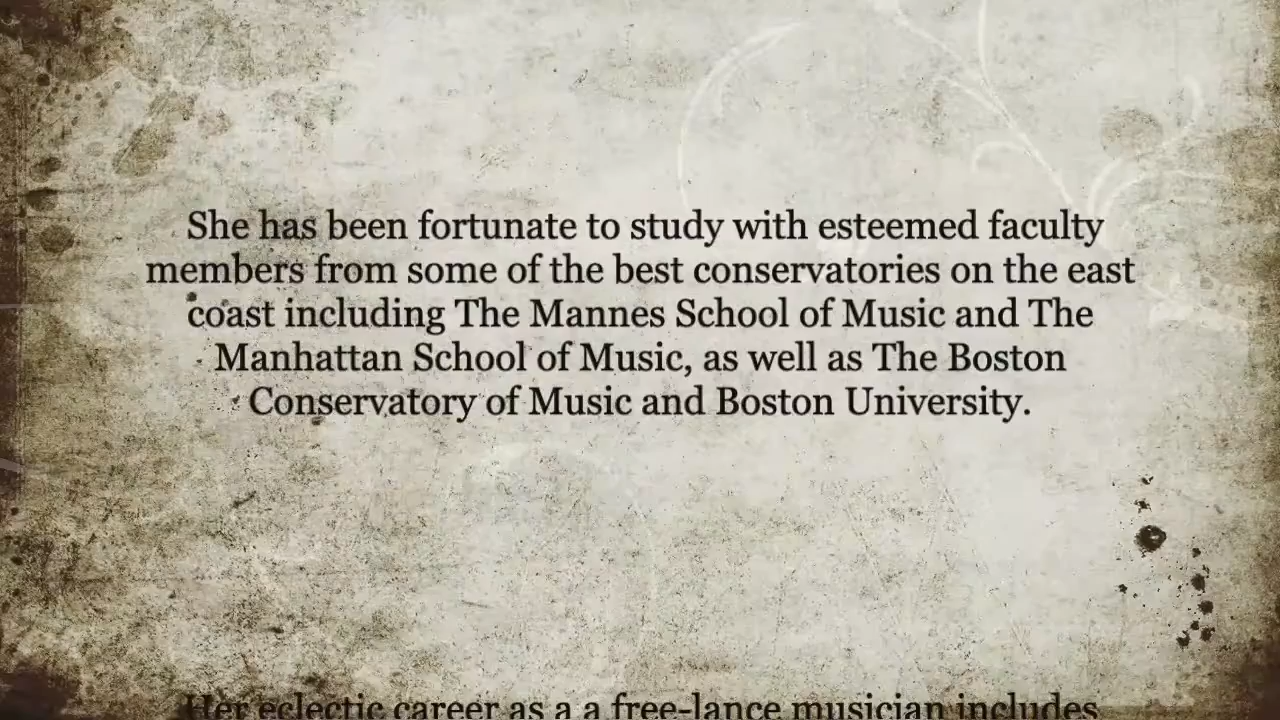 She has been fortunate to study with esteemed faculty
members from some of the best conservatories on the east
coast including The Mannes School of Music and The
Manhattan School of Music, as well as The Boston
Conservatory of Music and Boston University.
Her eclectic career as a a free-lance musician includes